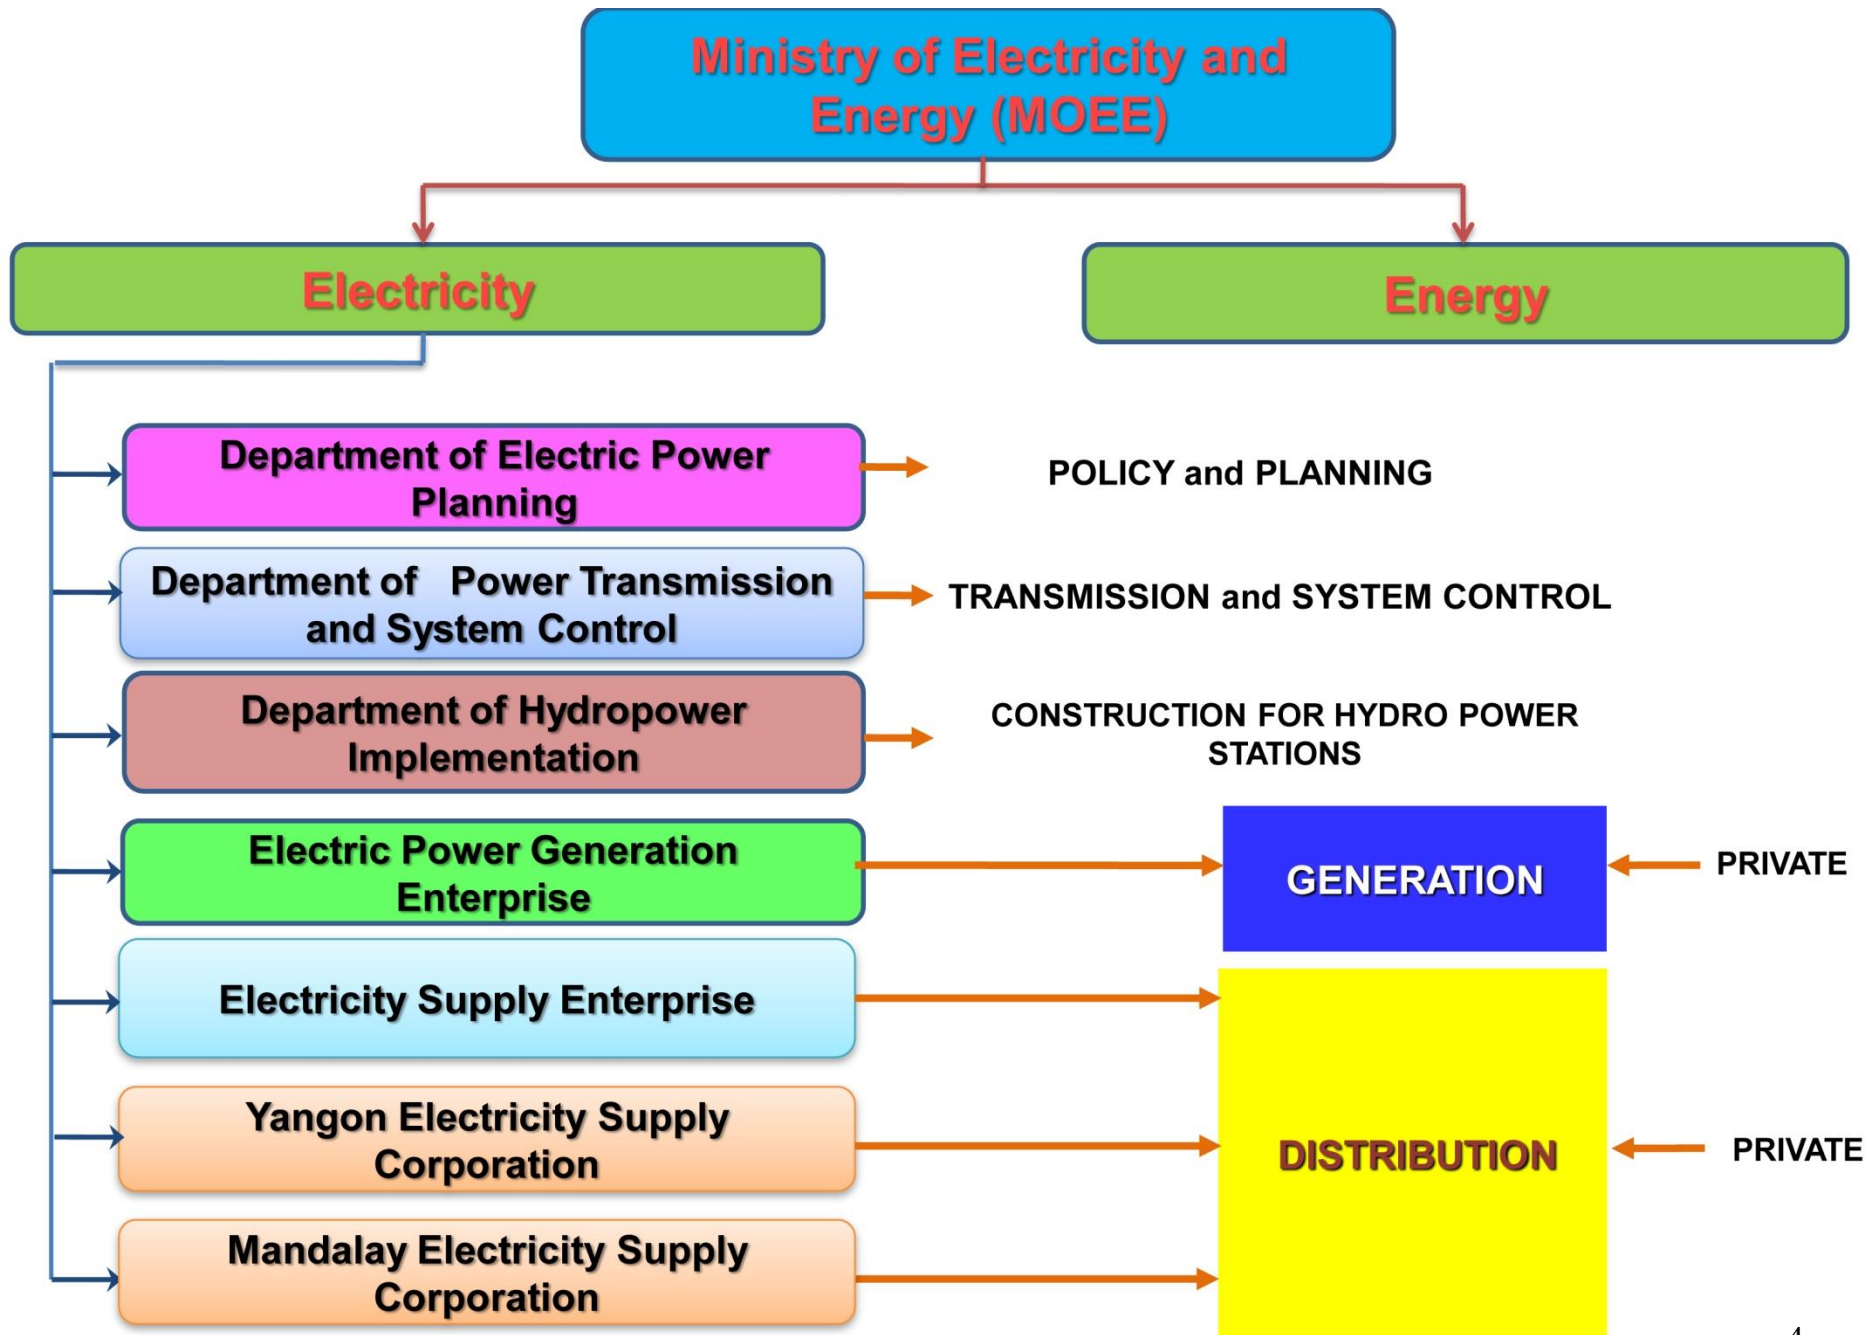 Ministry of Electricity and
Energy (MOEE)
Electricity
Energy
Department of Electric Power
Planning
POLICY and PLANNING
Department of Power Transmission
and System Control
TRANSMISSION and SYSTEM CONTROL
Department of Hydropower
Implementation
CONSTRUCTION FOR HYDRO POWER
STATIONS
Electric Power Generation
Enterprise
GENERATION
PRIVATE
Electricity Supply Enterprise
Yangon Electricity Supply
Corporation
DISTRIBUTION
PRIVATE
Mandalay Electricity Supply
Corporation
4